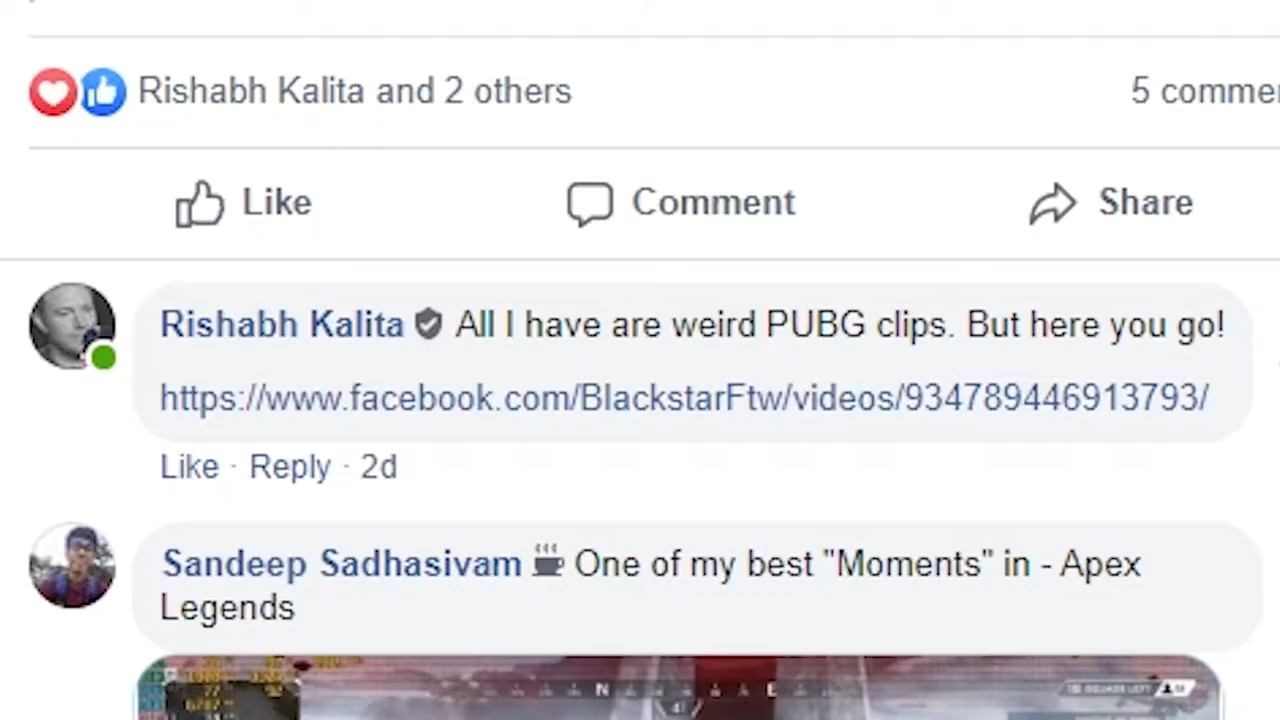 Rishabh Kalita and 2 others
5 comme
Like
Comment
Share
Rishabh Kalita All I have are weird PUBG clips. But here you go!
https://www.facebook.com/BlackstarFtw/videos/934789446913793/
Like · Reply · 2d
Sandeep Sadhasivam One of my best "Moments" in - Apex
Legends
N
E